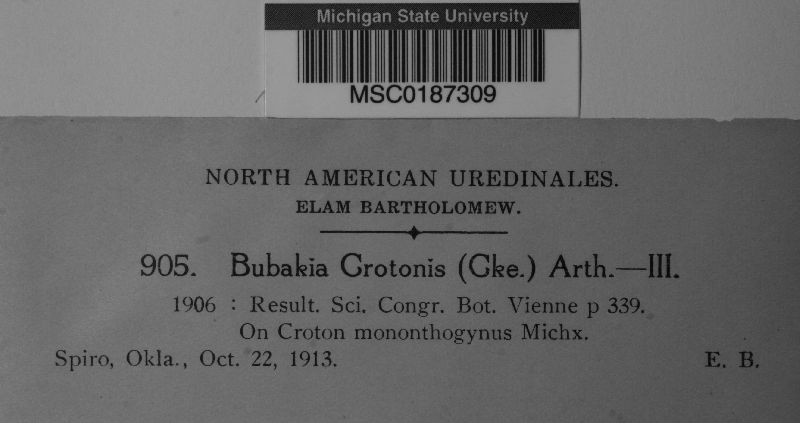 Michigan State University
MSC0187309
NORTH AMERICAN UREDINALES.
ELAM BARTHOLOMEW.
905. Bubakia Crotonis (Cke.) Arth.—III.
1906 : Result. Sci. Congr. Bot. Vienne p 339.
On Croton mononthogynus Michx.
Spiro, Okla., Oct. 22, 1913. E. B.